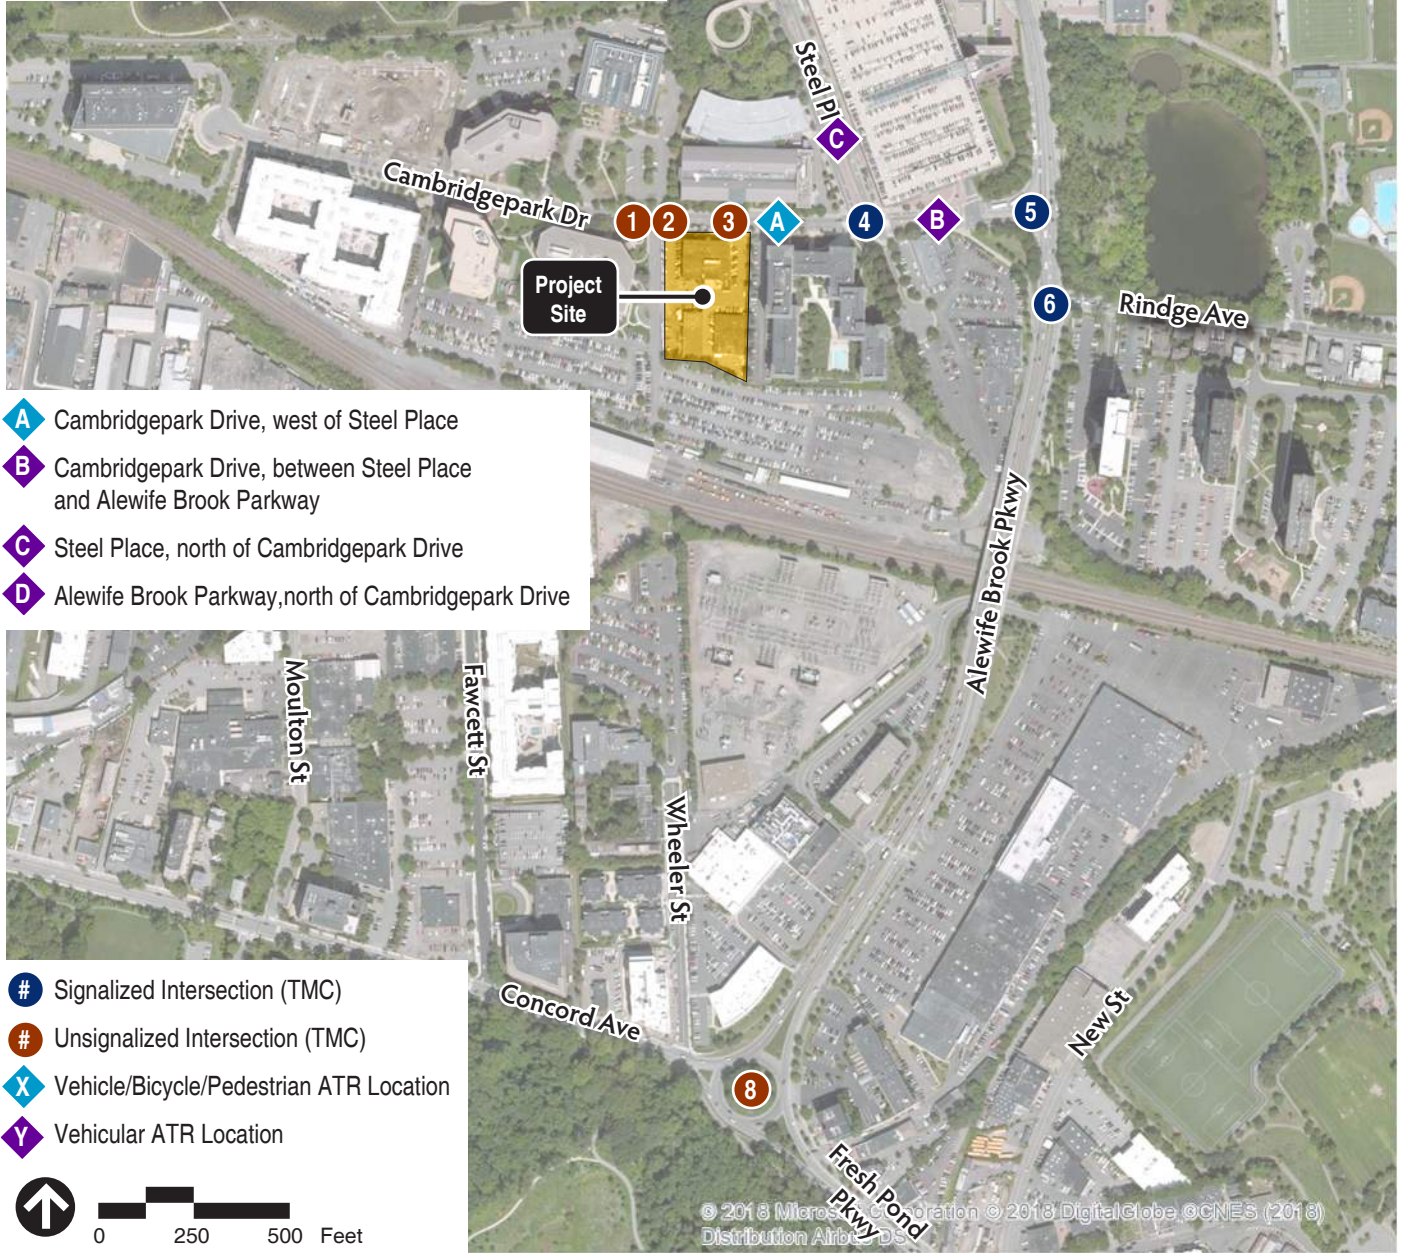 Steel Pl
C
Cambridgepark Dr
1
2
3
A
4
B
5
6
Project
Site
Rindge Ave
A Cambridgepark Drive, west of Steel Place
B Cambridgepark Drive, between Steel Place
and Alewife Brook Parkway
C Steel Place, north of Cambridgepark Drive
D Alewife Brook Parkway,north of Cambridgepark Drive
Alewife Brook Pkwy
Moulton St
Fawcett St
Wheeler St
Concord Ave
New St
8
Fresh Pond
Pkwy
# Signalized Intersection (TMC)
# Unsignalized Intersection (TMC)
X Vehicle/Bicycle/Pedestrian ATR Location
Y Vehicular ATR Location
0 250 500 Feet
© 2018 © 2018 DigitalGlobe ©CNES (2018)
Distribution